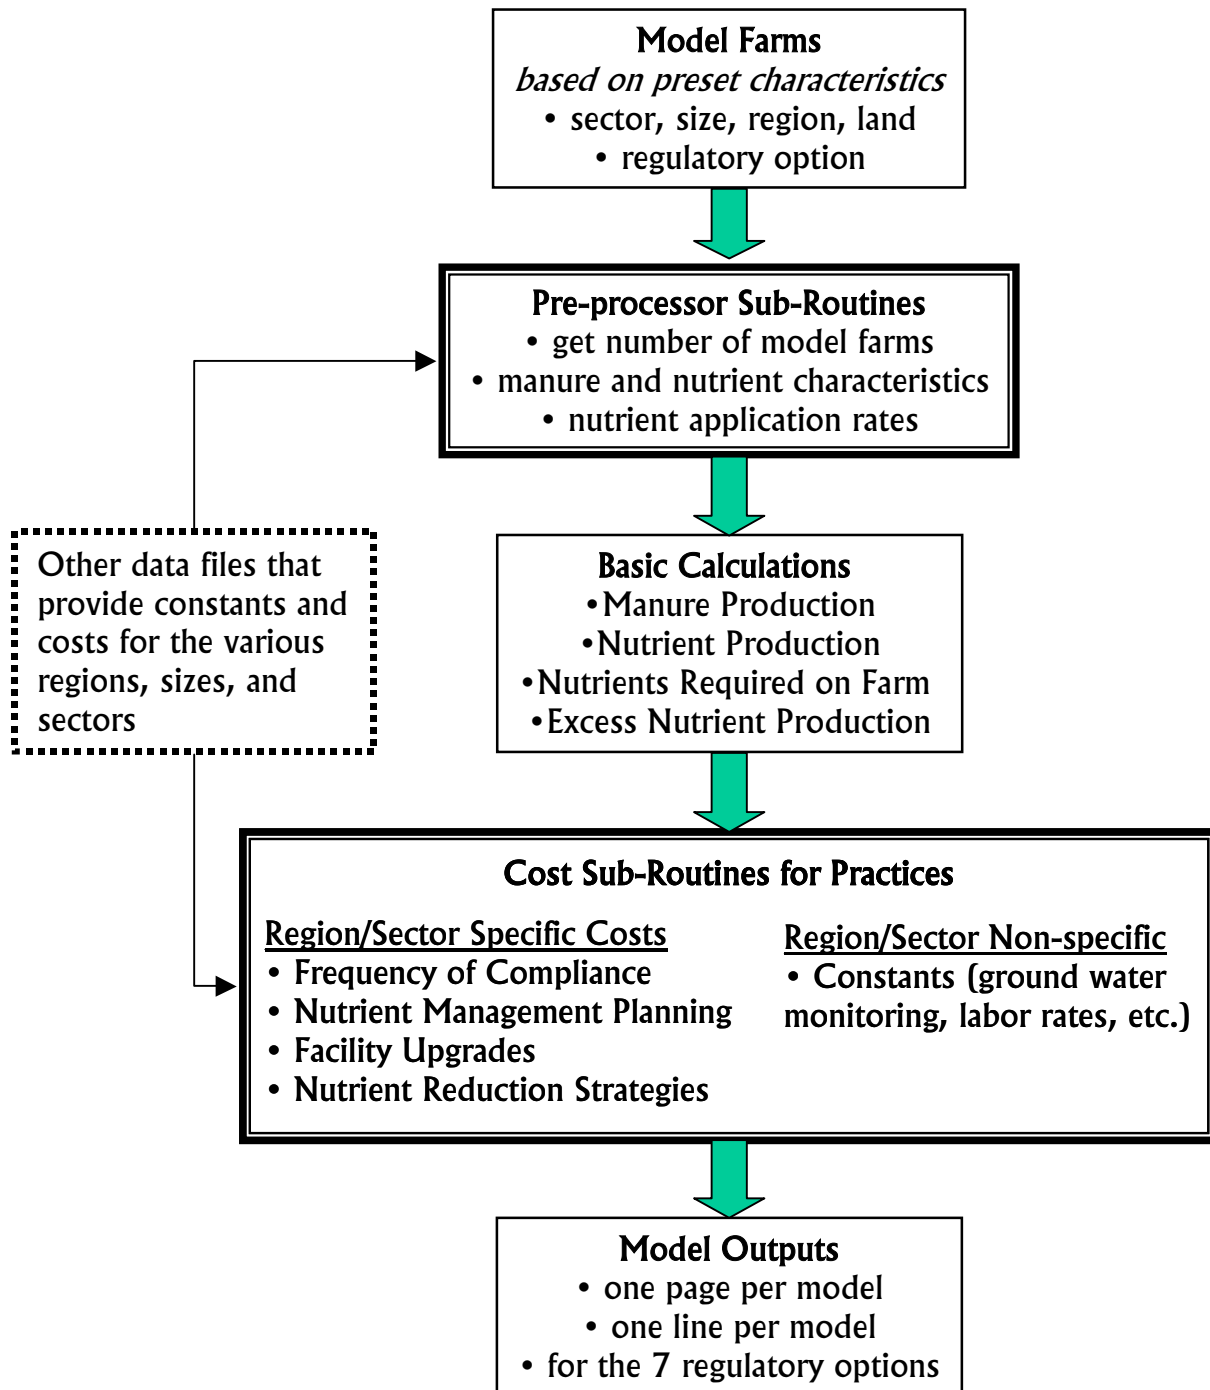 Model Farms
based on preset characteristics
• sector, size, region, land
• regulatory option
Pre-processor Sub-Routines
• get number of model farms
• manure and nutrient characteristics
• nutrient application rates
Other data files that
provide constants and
costs for the various
regions, sizes, and
sectors
Basic Calculations
•Manure Production
•Nutrient Production
•Nutrients Required on Farm
•Excess Nutrient Production
Cost Sub-Routines for Practices
Region/Sector Specific Costs
• Frequency of Compliance
• Nutrient Management Planning
• Facility Upgrades
• Nutrient Reduction Strategies
Region/Sector Non-specific
• Constants (ground water
monitoring, labor rates, etc.)
Model Outputs
• one page per model
• one line per model
• for the 7 regulatory options